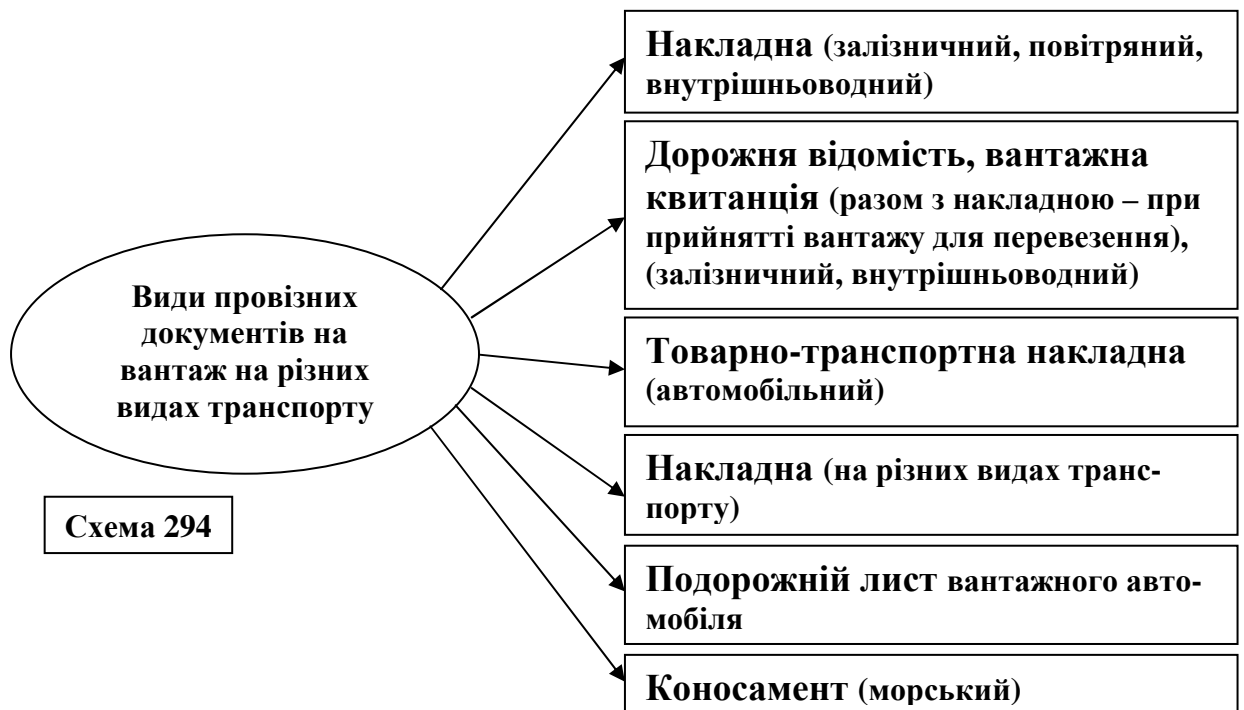 Види провізних
документів на
вантаж на різних
видах транспорту
Схема 294
Накладна (залізничний, повітряний,
внутрішньоводний)
Дорожня відомість, вантажна
квитанція (разом з накладною – при
прийнятті вантажу для перевезення),
(залізничний, внутрішньоводний)
Товарно-транспортна накладна
(автомобільний)
Накладна (на різних видах транс-
порту)
Подорожній лист вантажного авто-
мобіля
Коносамент (морський)